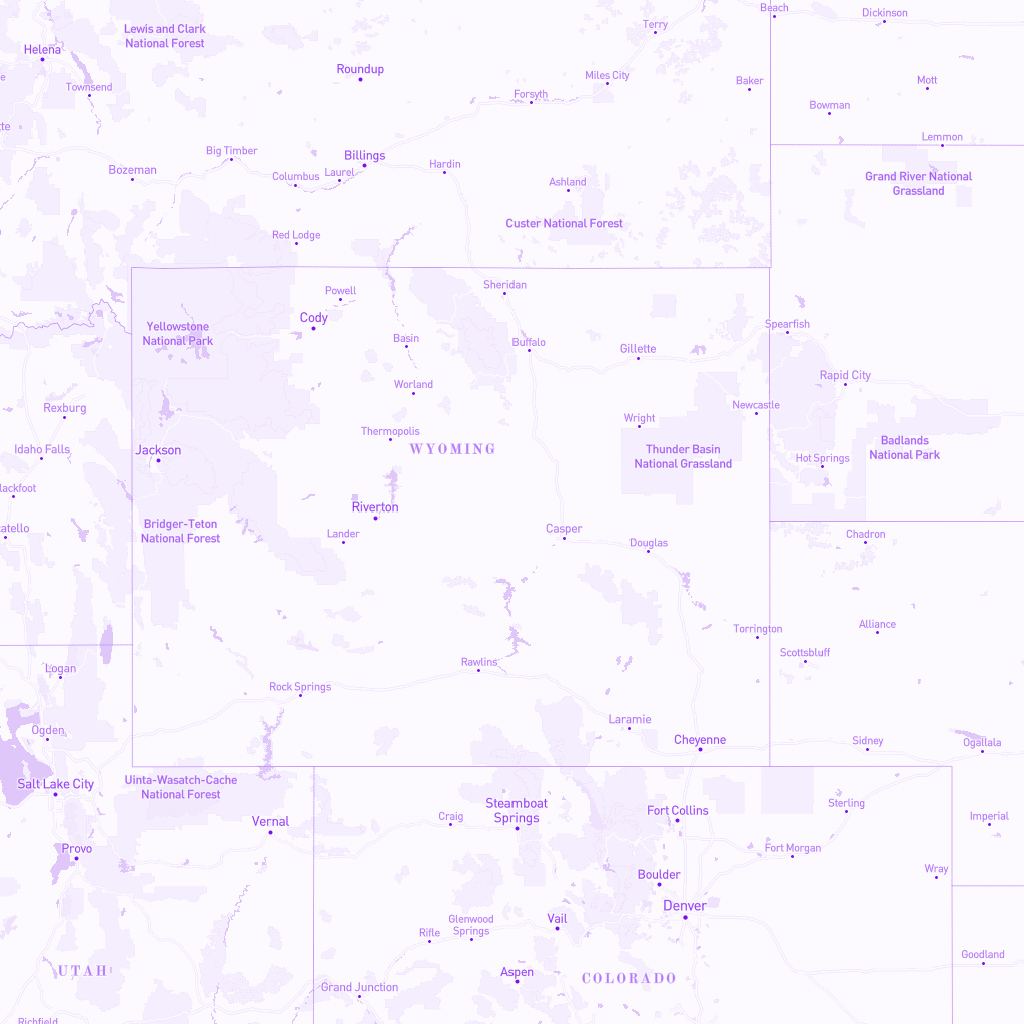 Beach
Dickinson
Lewis and Clark
National Forest
Terry
Helena
Roundup
Miles City
Baker
Mott
Townsend
Forsyth
Bowman
Lemmon
Big Timber
Billings
Hardin
Bozeman
Columbus
Laurel
Ashland
Grand River National
Grassland
Custer National Forest
Red Lodge
Sheridan
Powell
Cody
Yellowstone
National Park
Spearfish
Basin
Buffalo
Gillette
Rapid City
Worland
Rexburg
Newcastle
Wright
Thermopolis
WYOMING
Jackson
Idaho Falls
Thunder Basin
National Grassland
Badlands
National Park
Hot Springs
lackfoot
Riverton
Bridger-Teton
National Forest
atello
Lander
Casper
Douglas
Chadron
Torrington
Alliance
Scottsbluff
Logan
Rawlins
Rock Springs
Laramie
Ogden
Cheyenne
Sidney
Ogallala
Salt Lake City
Uinta-Wasatch-Cache
National Forest
Steamboat
Springs
Fort Collins
Sterling
Vernal
Craig
Imperial
Provo
Fort Morgan
Boulder
Wray
Denver
Glenwood
Springs
Rifle
Vail
Goodland
UTAH
Aspen
COLORADO
Grand Junction
Richfield